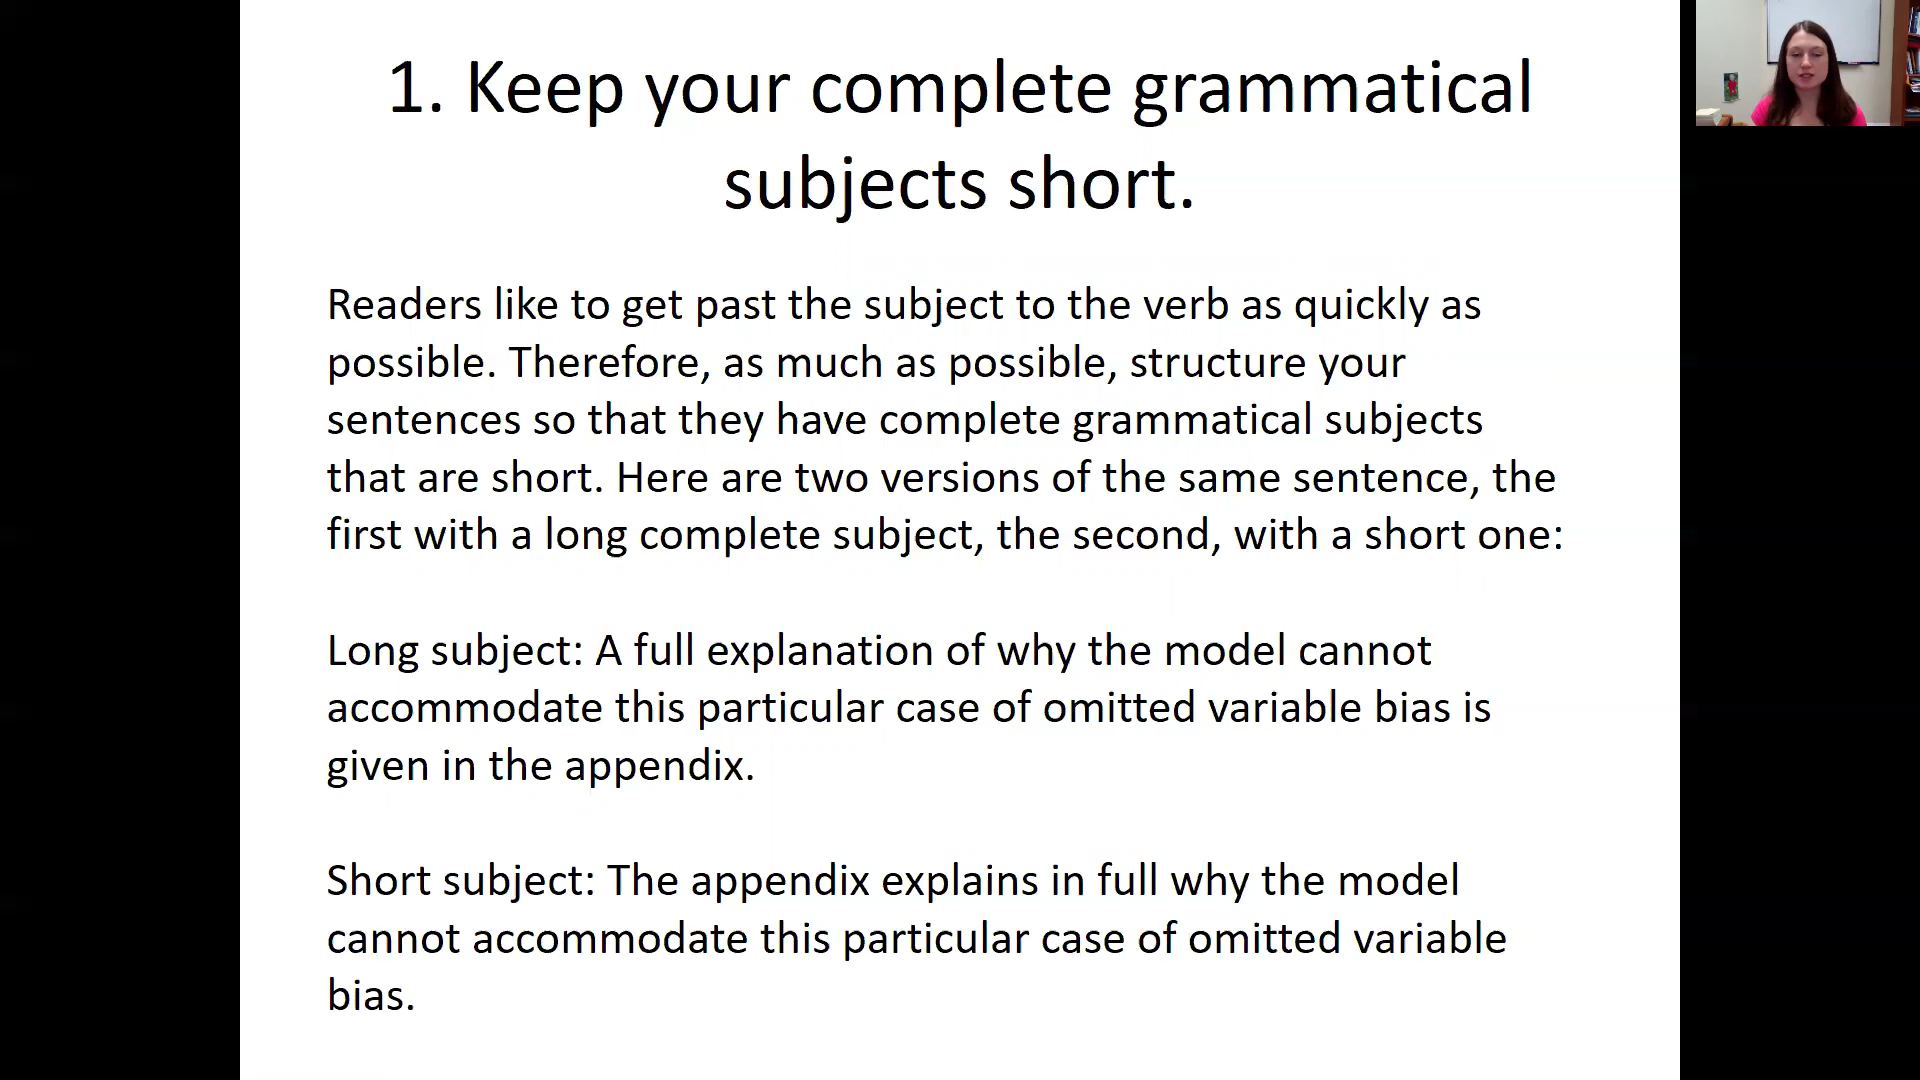 1. Keep your complete grammatical
subjects short.
Readers like to get past the subject to the verb as quickly as
possible. Therefore, as much as possible, structure your
sentences so that they have complete grammatical subjects
that are short. Here are two versions of the same sentence, the
first with a long complete subject, the second, with a short one:
Long subject: A full explanation of why the model cannot
accommodate this particular case of omitted variable bias is
given in the appendix.
Short subject: The appendix explains in full why the model
cannot accommodate this particular case of omitted variable
bias.